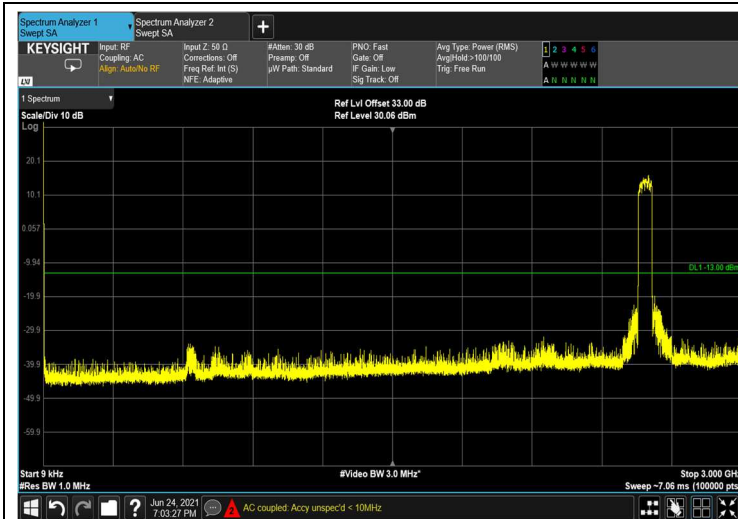 Spectrum Analyzer 1
Swept SA
Spectrum Analyzer 2
Swept SA
+
KEYSIGHT
LXI
Input: RF
Coupling: AC
Align: Auto/No RF
Input Z: 50 Ω
Corrections: Off
Freq Ref: Int (S)
NFE: Adaptive
#Atten: 30 dB
Preamp: Off
µW Path: Standard
PNO: Fast
Gate: Off
IF Gain: Low
Sig Track: Off
Avg Type: Power (RMS)
Avg|Hold:>100/100
Trig: Free Run
1 2 3 4 5 6
A W W W W W
A N N N N N
1 Spectrum
Scale/Div 10 dB
Ref Lvl Offset 33.00 dB
Ref Level 30.06 dBm
Log
20.1
10.1
0.057
-9.94
DL1 -13.00 dBm
-19.9
-29.9
-39.9
-49.9
-59.9
Start 9 kHz
#Res BW 1.0 MHz
#Video BW 3.0 MHz*
Stop 3.000 GHz
Sweep ~7.06 ms (100000 pts
?
Jun 24, 2021
7:03:27 PM
2
AC coupled: Accy unspec'd < 10MHz